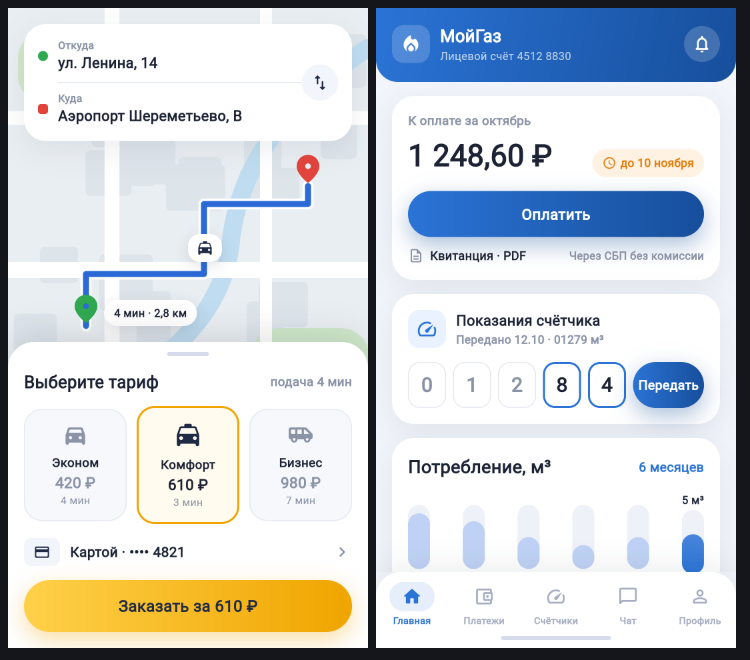 Откуда
ул. Ленина, 14
Куда
Аэропорт Шереметьево, B
4 мин · 2,8 км
Выберите тариф
подача 4 мин
Эконом
420 ₽
4 мин
Комфорт
610 ₽
3 мин
Бизнес
980 ₽
7 мин
Картой · •••• 4821
Заказать за 610 ₽
МойГаз
Лицевой счёт 4512 8830
К оплате за октябрь
1 248,60 ₽
до 10 ноября
Оплатить
Квитанция · PDF
Через СБП без комиссии
Показания счётчика
Передано 12.10 · 01279 м³
0 1 2 8 4
Передать
Потребление, м³
6 месяцев
5 м³
Главная
Платежи
Счётчики
Чат
Профиль